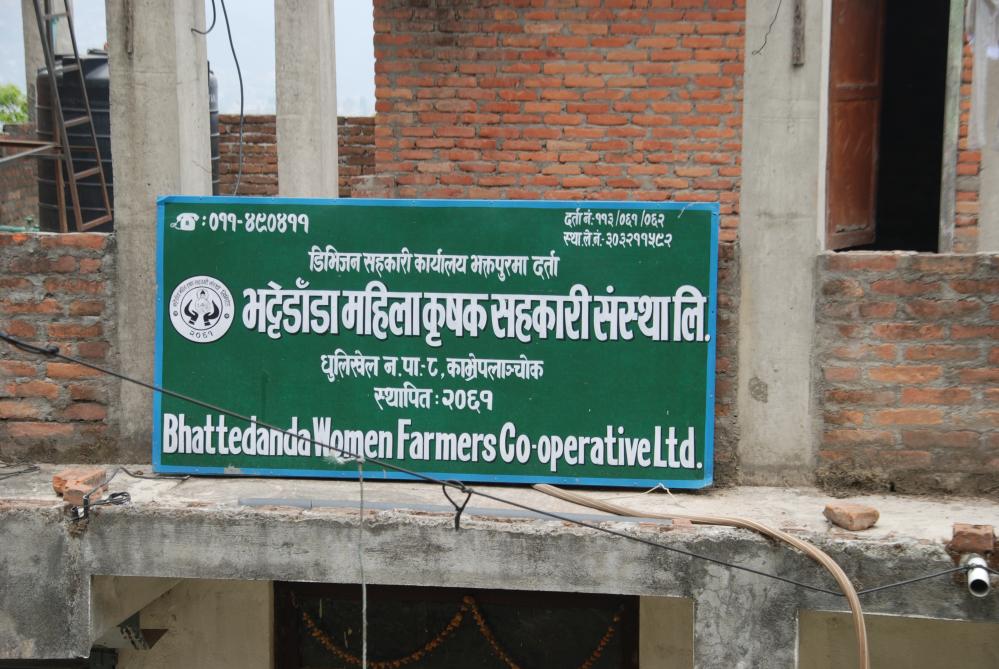 ☎:०११-४९०४११
दर्ता नं:-११३/०६१/०६२
स्था.ले.नं.-३०३२११५९२
डिभिजन सहकारी कार्यालय भक्तपुरमा दर्ता
भट्टेडाँडा महिला कृषक सहकारी संस्था लि.
२०६१
धुलिखेल न.पा.-८, काभ्रेपलाञ्चोक
स्थापित : २०६१
Bhattedanda Women Farmers Co-operative Ltd.